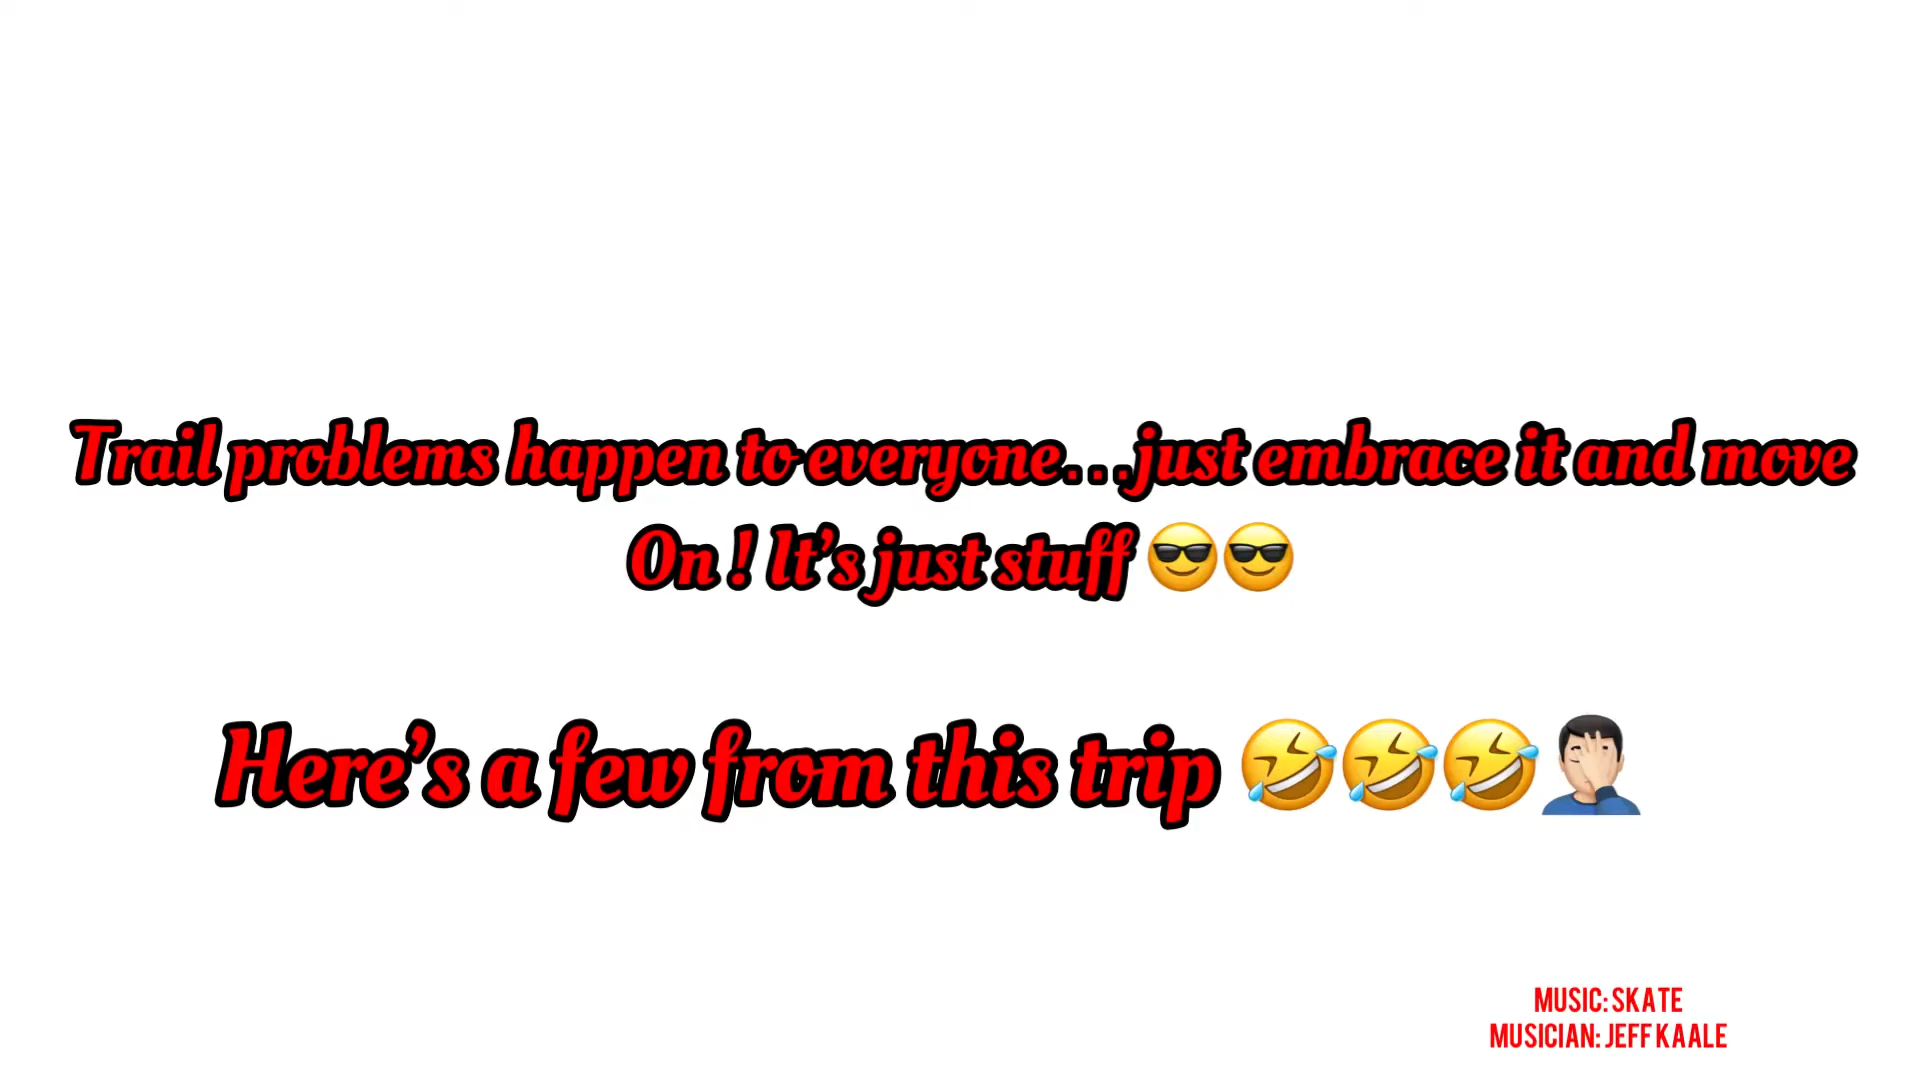 Trail problems happen to everyone...just embrace it and move
On ! It's just stuff 😎😎
Here's a few from this trip 🤣🤣🤣🤦🏻‍♂️
MUSIC: SKATE
MUSICIAN: JEFF KAALE